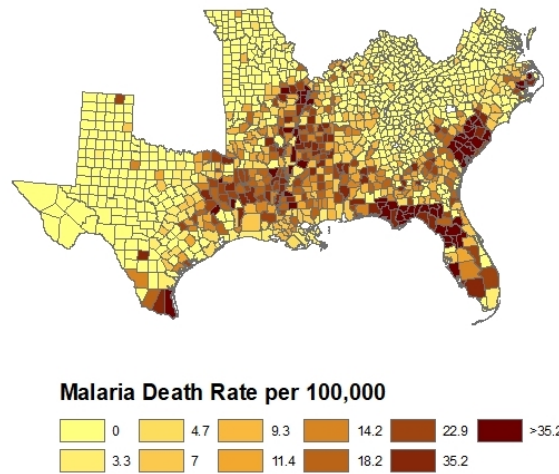 Malaria Death Rate per 100,000
0 4.7 9.3 14.2 22.9 >35.2
3.3 7 11.4 18.2 35.2